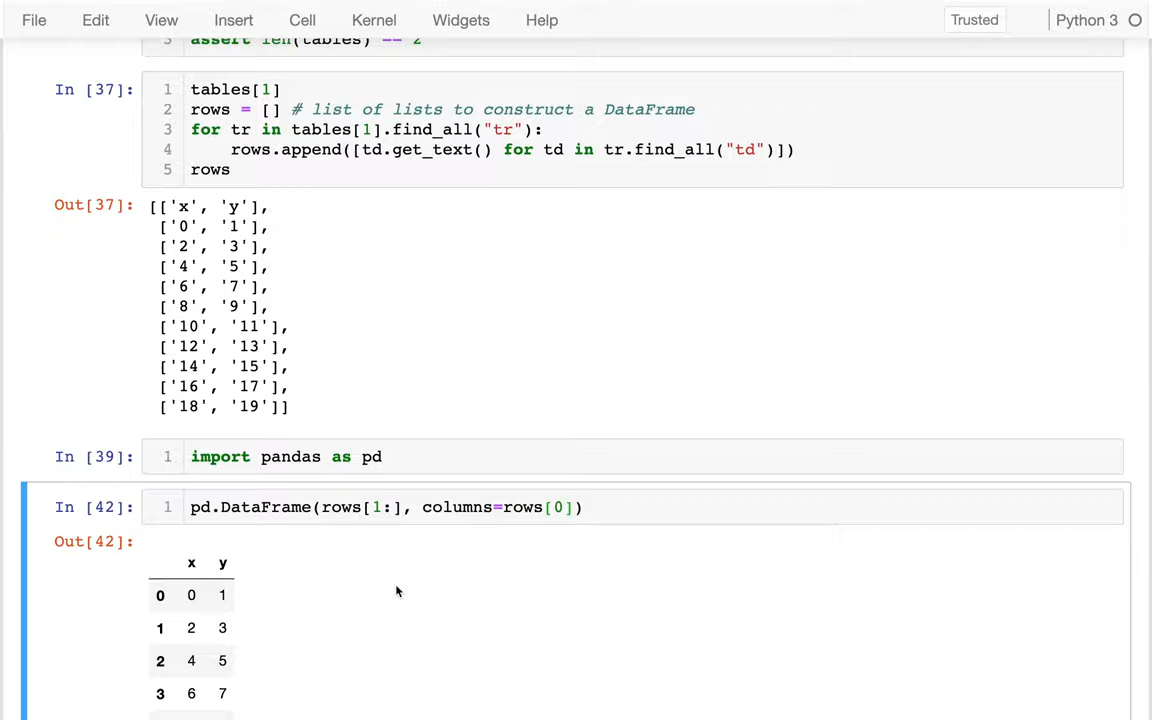 File Edit View Insert Cell Kernel Widgets Help Trusted Python 3
3 assert len(tables) == 2
In [37]: 1 tables[1]
2 rows = [] # list of lists to construct a DataFrame
3 for tr in tables[1].find_all("tr"):
4 rows.append([td.get_text() for td in tr.find_all("td")])
5 rows
Out[37]: [['x', 'y'],
['0', '1'],
['2', '3'],
['4', '5'],
['6', '7'],
['8', '9'],
['10', '11'],
['12', '13'],
['14', '15'],
['16', '17'],
['18', '19']]
In [39]: 1 import pandas as pd
In [42]: 1 pd.DataFrame(rows[1:], columns=rows[0])
Out[42]:
x y
0 0 1
1 2 3
2 4 5
3 6 7